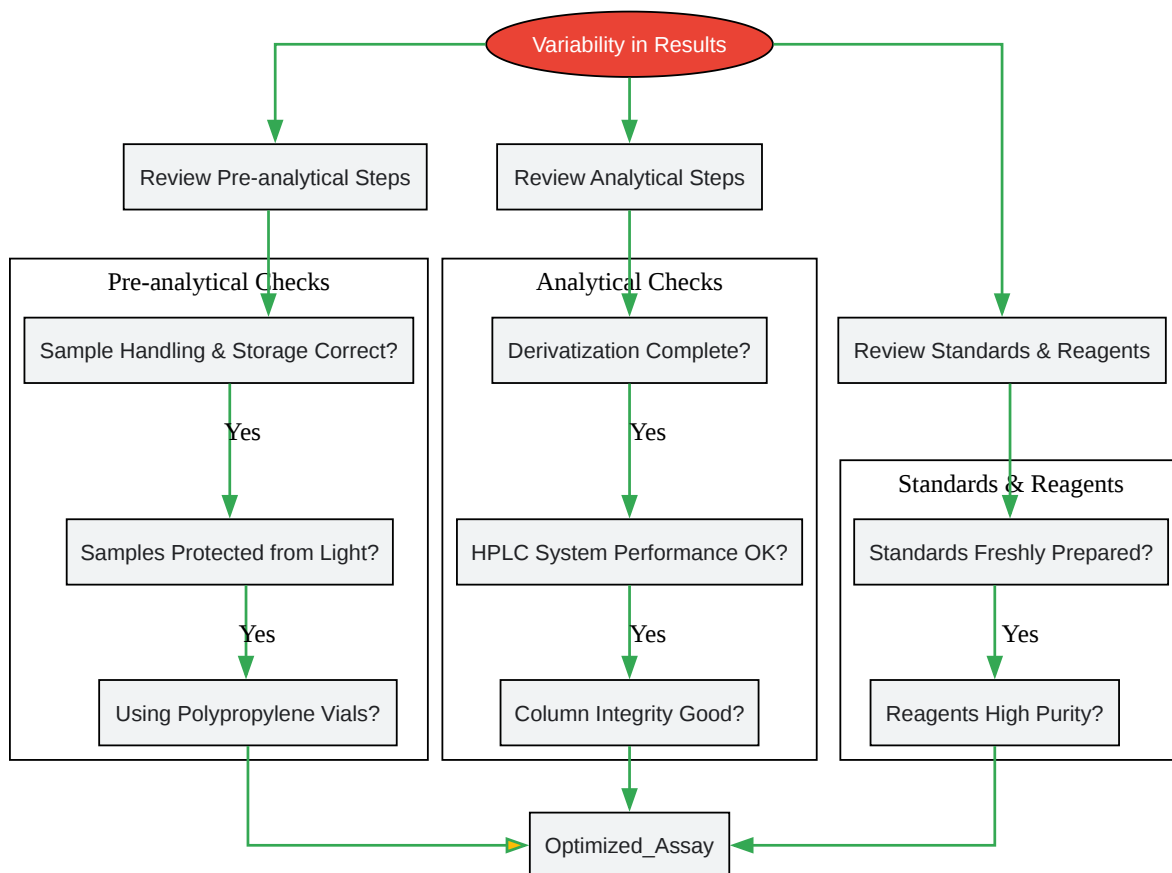 Variability in Results
Review Pre-analytical Steps
Review Analytical Steps
Pre-analytical Checks
Analytical Checks
Sample Handling & Storage Correct?
Derivatization Complete?
Review Standards & Reagents
Yes
Yes
Standards & Reagents
Samples Protected from Light?
HPLC System Performance OK?
Standards Freshly Prepared?
Yes
Yes
Yes
Using Polypropylene Vials?
Column Integrity Good?
Reagents High Purity?
Optimized_Assay